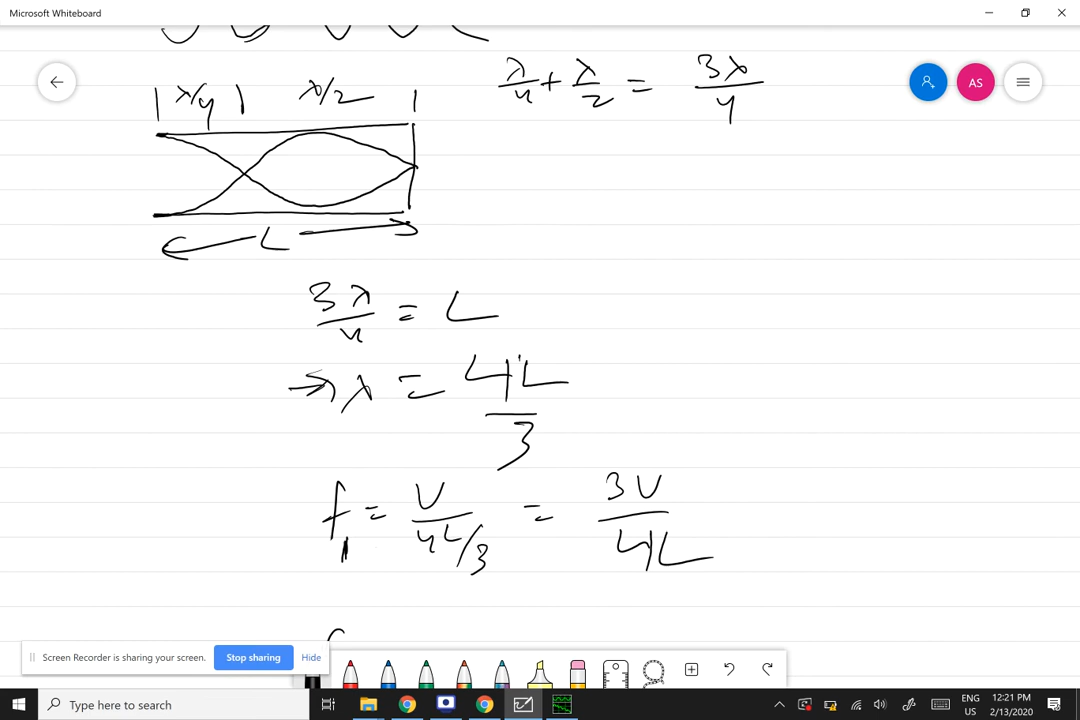 Microsoft Whiteboard
λ/4 λ/2
λ/4 + λ/2 = 3λ/4
AS
L
3λ/4 = L
→ λ = 4L/3
f₁ = V/4L/3 = 3V/4L
f
Screen Recorder is sharing your screen. Stop sharing Hide
Type here to search
ENG 12:21 PM
US 2/13/2020